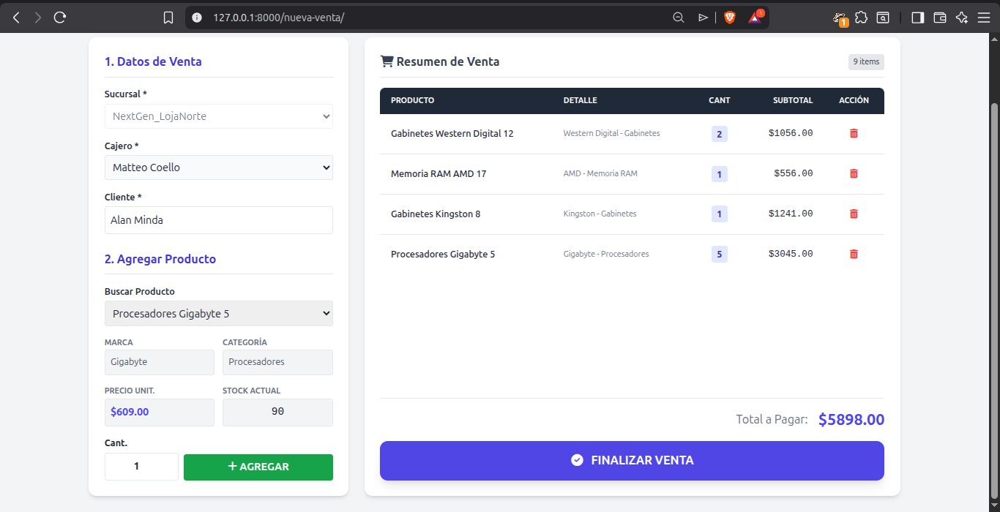 127.0.0.1:8000/nueva-venta/
1
1
1. Datos de Venta
Sucursal *
NextGen_LojaNorte
Cajero *
Matteo Coello
Cliente *
Alan Minda
2. Agregar Producto
Buscar Producto
Procesadores Gigabyte 5
MARCA CATEGORÍA
Gigabyte Procesadores
PRECIO UNIT. STOCK ACTUAL
$609.00 90
Cant.
1 + AGREGAR
Resumen de Venta 9 items
PRODUCTO DETALLE CANT SUBTOTAL ACCIÓN
Gabinetes Western Digital 12 Western Digital - Gabinetes 2 $1056.00
Memoria RAM AMD 17 AMD - Memoria RAM 1 $556.00
Gabinetes Kingston 8 Kingston - Gabinetes 1 $1241.00
Procesadores Gigabyte 5 Gigabyte - Procesadores 5 $3045.00
Total a Pagar: $5898.00
FINALIZAR VENTA